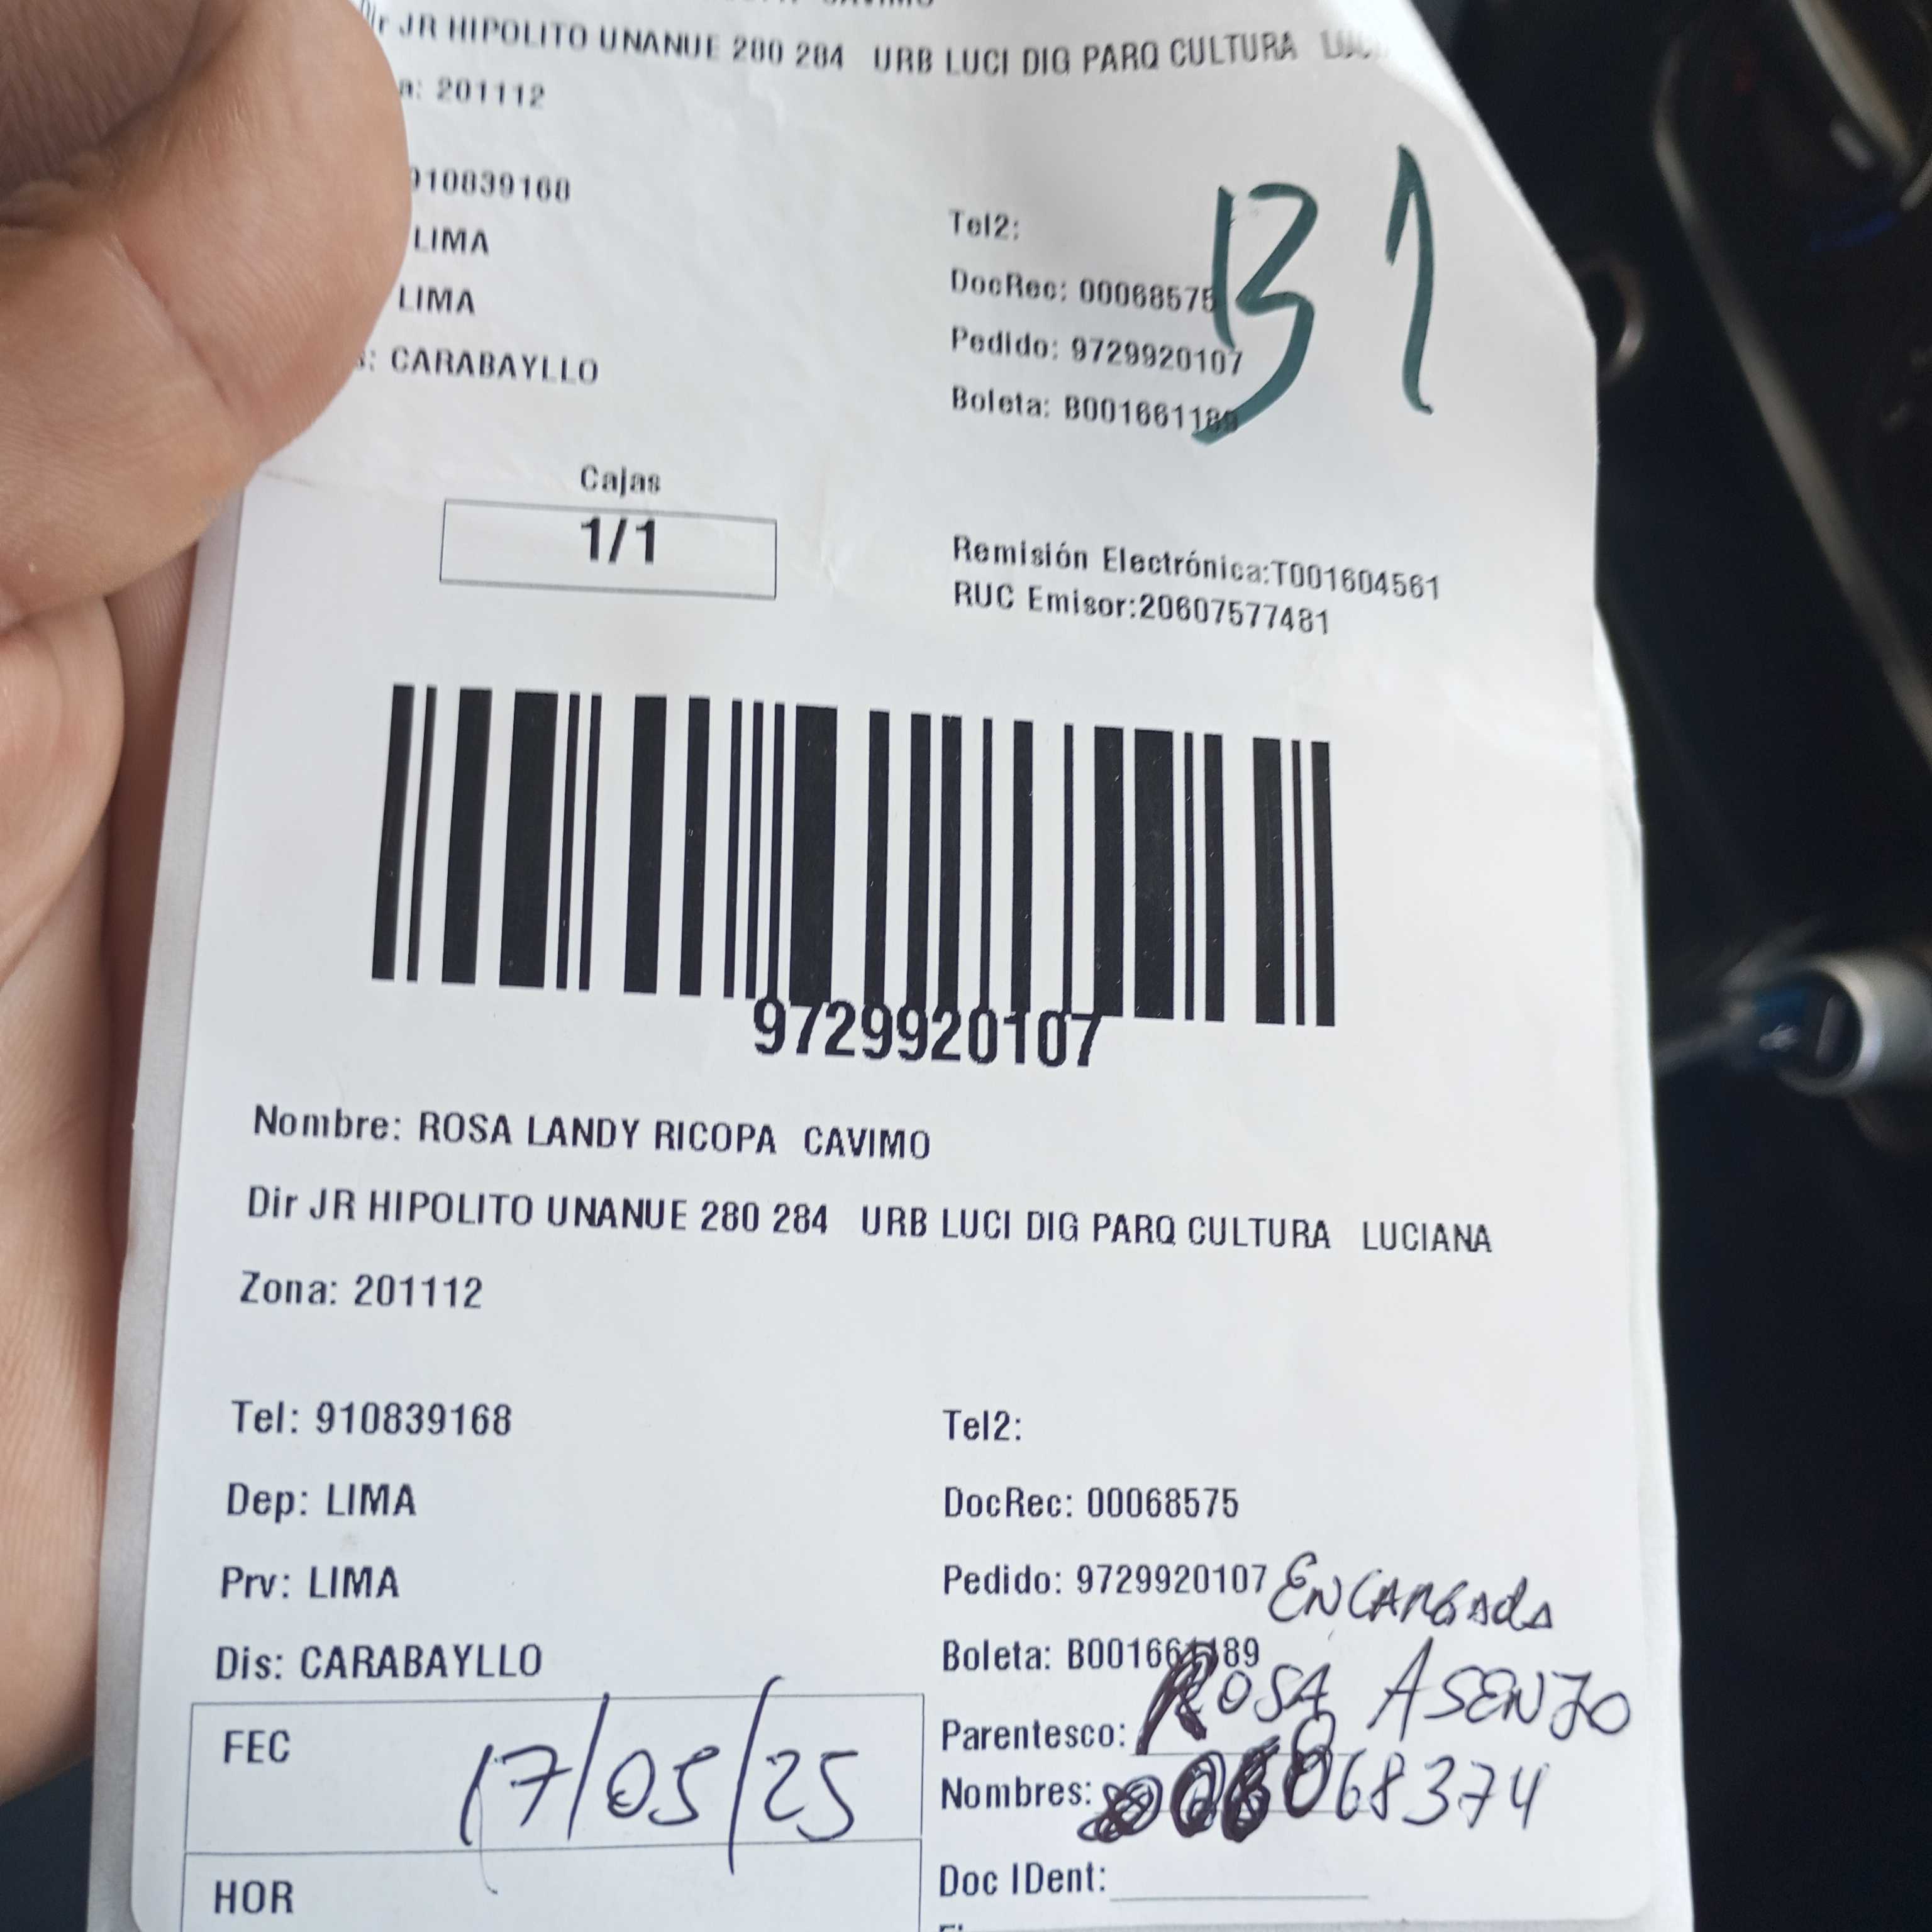 Dir JR HIPOLITO UNANUE 280 284 URB LUCI DIG PARQ CULTURA
a: 201112
910839168
LIMA
LIMA
s: CARABAYLLO
Tel2:
DocRec: 00068575
Pedido: 9729920107
Boleta: B001661189
B1
Cajas
1/1
Remisión Electrónica:T001604561
RUC Emisor:20607577481
9729920107
Nombre: ROSA LANDY RICOPA CAVIMO
Dir JR HIPOLITO UNANUE 280 284 URB LUCI DIG PARQ CULTURA LUCIANA
Zona: 201112
Tel: 910839168
Dep: LIMA
Prv: LIMA
Dis: CARABAYLLO
Tel2:
DocRec: 00068575
Pedido: 9729920107 ENCARGADA
Boleta: B001661189
Parentesco: ROSA ASENJO
Nombres: 068374
Doc IDent:
FEC 17/05/25
HOR